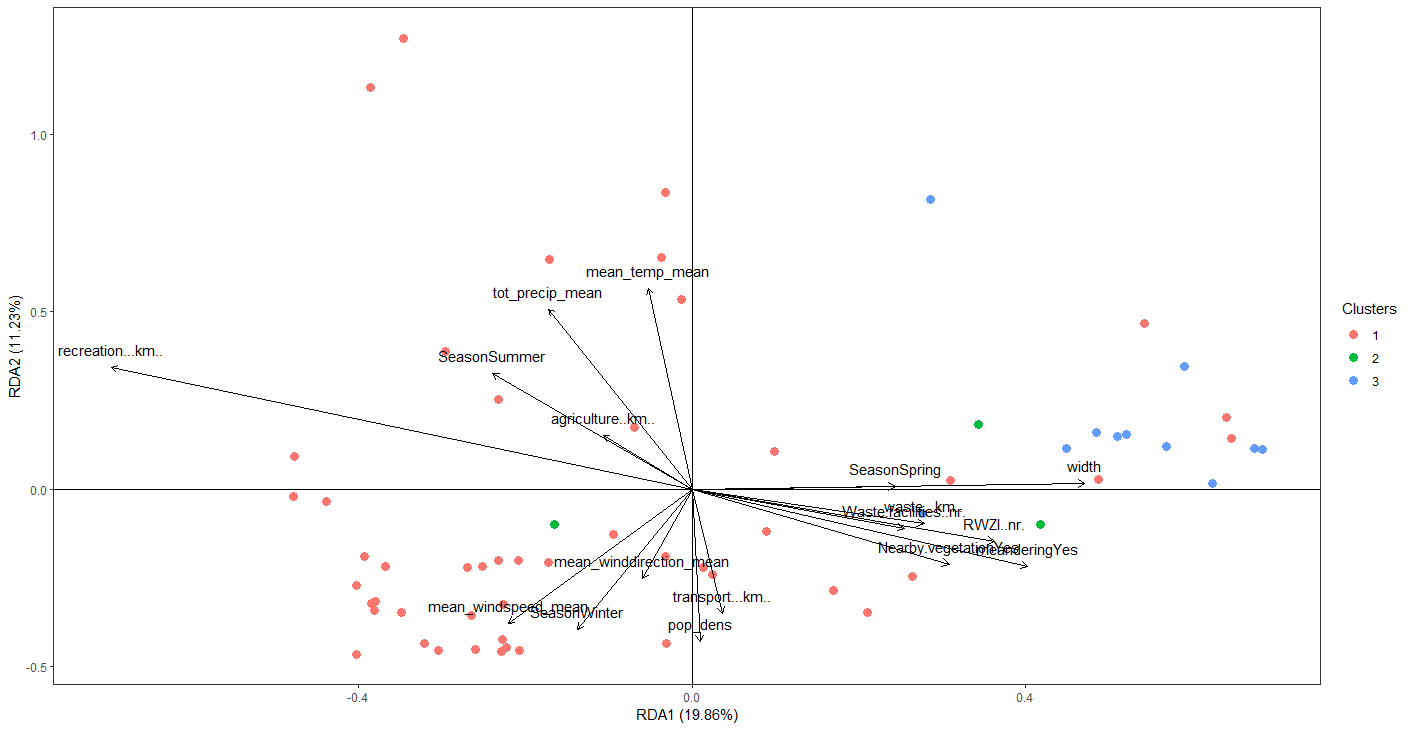 1.0
mean_temp_mean
tot_precip_mean
0.5
Clusters
1
recreation...km..
SeasonSummer
2
3
RDA2 (11.23%)
agriculture..km..
SeasonSpring
width
0.0
waste...km..
Waste.facilities..nr.
RWZI..nr.
Nearby.vegetationYes
meanderingYes
mean_winddirection_mean
transport...km..
mean_windspeed_mean
SeasonWinter
pop_dens
-0.5
-0.4
0.0
0.4
RDA1 (19.86%)